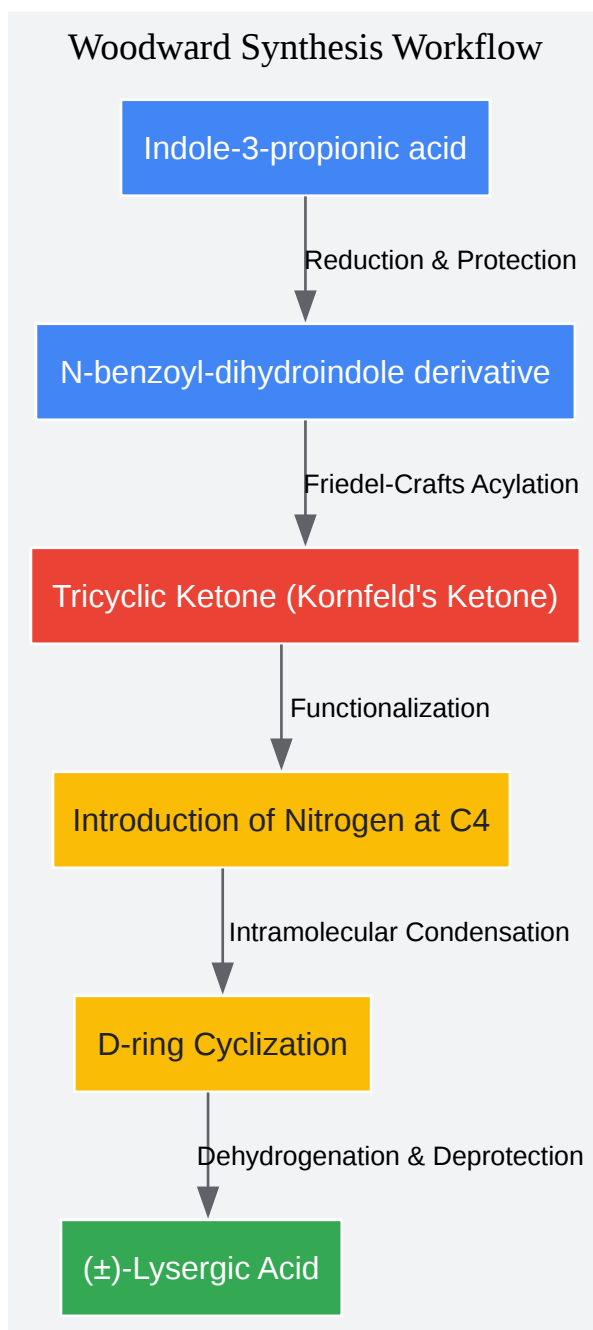 Woodward Synthesis Workflow
Indole-3-propionic acid
Reduction & Protection
N-benzoyl-dihydroindole derivative
Friedel-Crafts Acylation
Tricyclic Ketone (Kornfeld's Ketone)
Functionalization
Introduction of Nitrogen at C4
Intramolecular Condensation
D-ring Cyclization
Dehydrogenation & Deprotection
(±)-Lysergic Acid